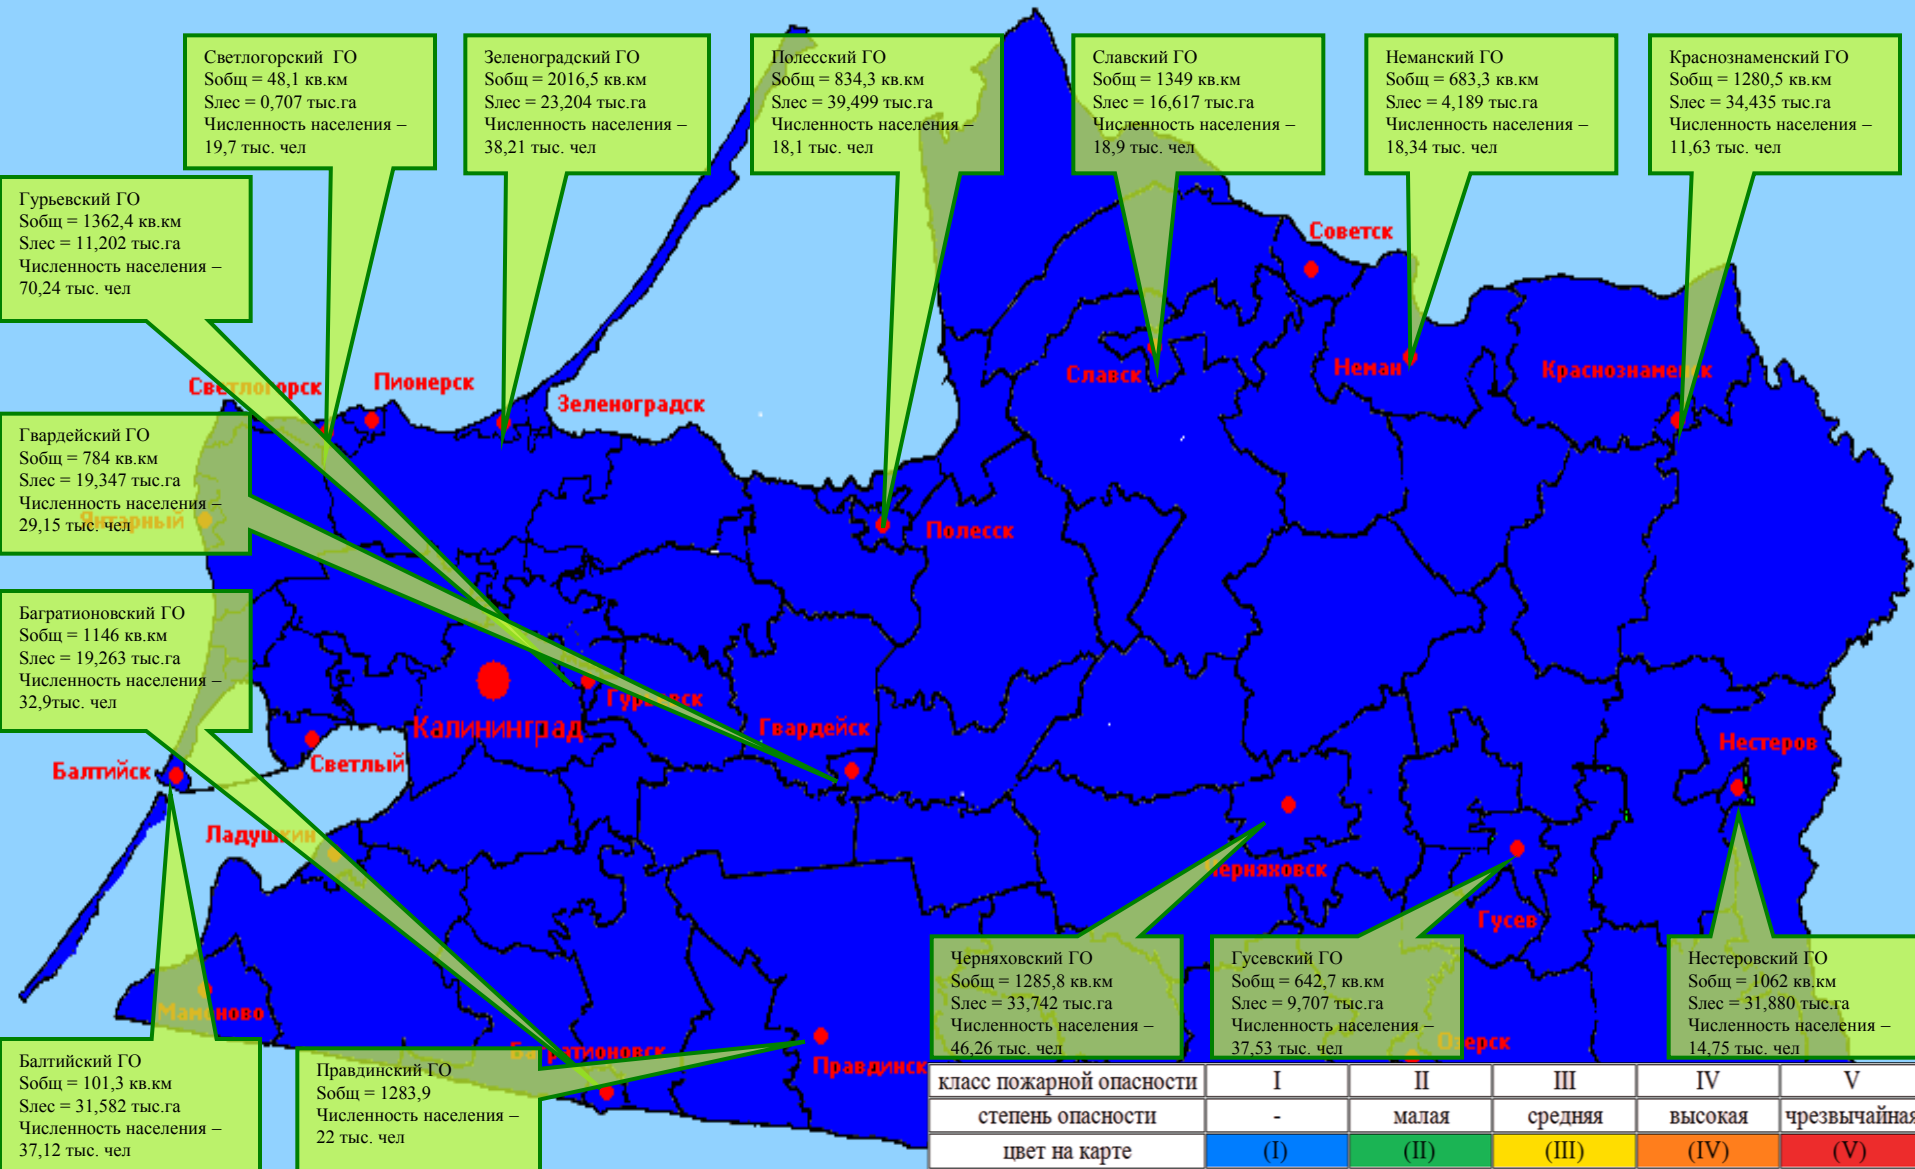 Светлогорский ГО
Sобщ = 48,1 кв.км
Sлес = 0,707 тыс.га
Численность населения –
19,7 тыс. чел
Зеленоградский ГО
Sобщ = 2016,5 кв.км
Sлес = 23,204 тыс.га
Численность населения –
38,21 тыс. чел
Полесский ГО
Sобщ = 834,3 кв.км
Sлес = 39,499 тыс.га
Численность населения –
18,1 тыс. чел
Славский ГО
Sобщ = 1349 кв.км
Sлес = 16,617 тыс.га
Численность населения –
18,9 тыс. чел
Неманский ГО
Sобщ = 683,3 кв.км
Sлес = 4,189 тыс.га
Численность населения –
18,34 тыс. чел
Краснознаменский ГО
Sобщ = 1280,5 кв.км
Sлес = 34,435 тыс.га
Численность населения –
11,63 тыс. чел
Гурьевский ГО
Sобщ = 1362,4 кв.км
Sлес = 11,202 тыс.га
Численность населения –
70,24 тыс. чел
Советск
Светлогорск
Пионерск
Зеленоградск
Славск
Неман
Краснознаменск
Гвардейский ГО
Sобщ = 784 кв.км
Sлес = 19,347 тыс.га
Численность населения –
29,15 тыс. чел
Янтарный
Полесск
Багратионовский ГО
Sобщ = 1146 кв.км
Sлес = 19,263 тыс.га
Численность населения –
32,9тыс. чел
Гурьевск
Калининград
Гвардейск
Нестеров
Балтийск
Светлый
Ладушкин
Черняховск
Гусев
Мамоново
Багратионовск
Правдинск
Озерск
Черняховский ГО
Sобщ = 1285,8 кв.км
Sлес = 33,742 тыс.га
Численность населения –
46,26 тыс. чел
Гусевский ГО
Sобщ = 642,7 кв.км
Sлес = 9,707 тыс.га
Численность населения –
37,53 тыс. чел
Нестеровский ГО
Sобщ = 1062 кв.км
Sлес = 31,880 тыс.га
Численность населения –
14,75 тыс. чел
Балтийский ГО
Sобщ = 101,3 кв.км
Sлес = 31,582 тыс.га
Численность населения –
37,12 тыс. чел
Правдинский ГО
Sобщ = 1283,9
Численность населения –
22 тыс. чел
класс пожарной опасности I II III IV V
степень опасности - малая средняя высокая чрезвычайная
цвет на карте (I) (II) (III) (IV) (V)